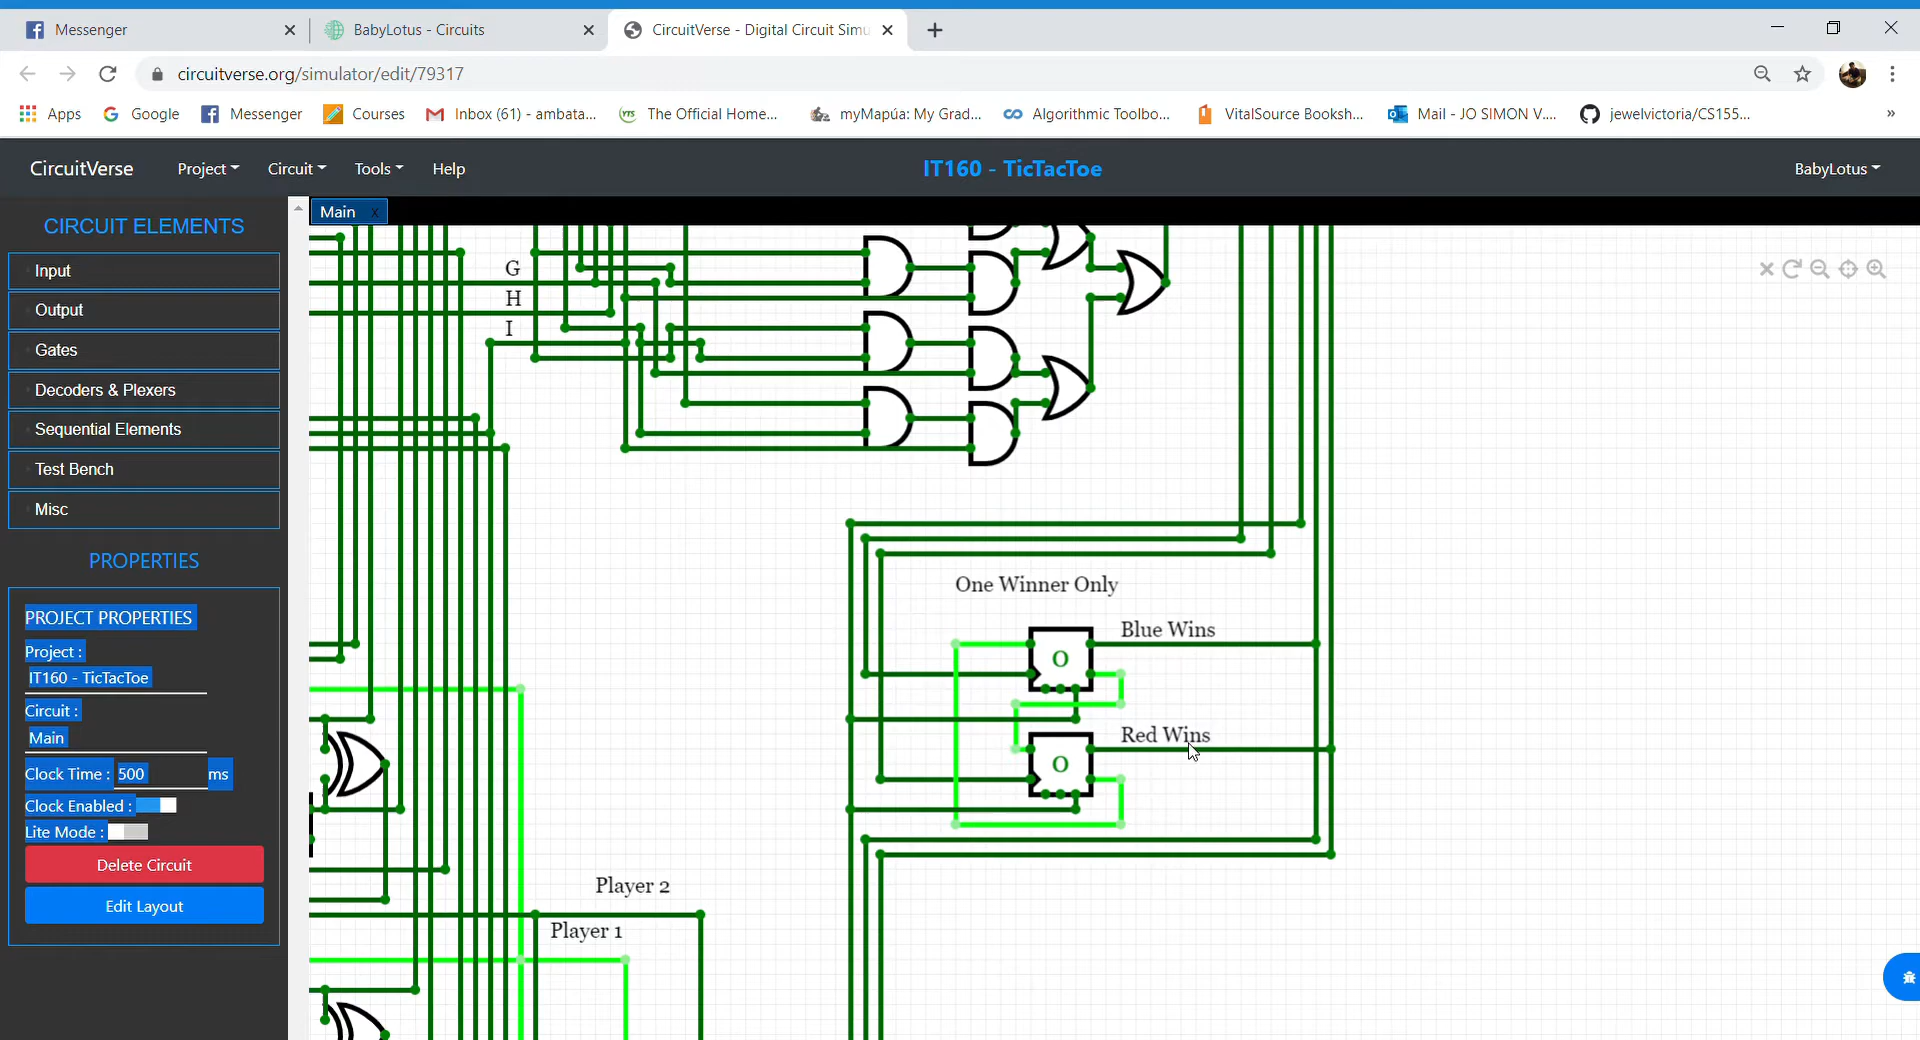 Messenger
BabyLotus - Circuits
CircuitVerse - Digital Circuit Simu
circuitverse.org/simulator/edit/79317
Apps
Google
Messenger
Courses
Inbox (61) - ambata...
The Official Home...
myMapúa: My Grad...
Algorithmic Toolbo...
VitalSource Booksh...
Mail - JO SIMON V....
jewelvictoria/CS155...
»
CircuitVerse
Project
Circuit
Tools
Help
IT160 - TicTacToe
BabyLotus
CIRCUIT ELEMENTS
Input
Output
Gates
Decoders & Plexers
Sequential Elements
Test Bench
Misc
PROPERTIES
PROJECT PROPERTIES
Project :
IT160 - TicTacToe
Circuit :
Main
Clock Time : 500 ms
Clock Enabled :
Lite Mode :
Delete Circuit
Edit Layout
Main x
G
H
I
One Winner Only
Blue Wins
0
Red Wins
0
Player 2
Player 1